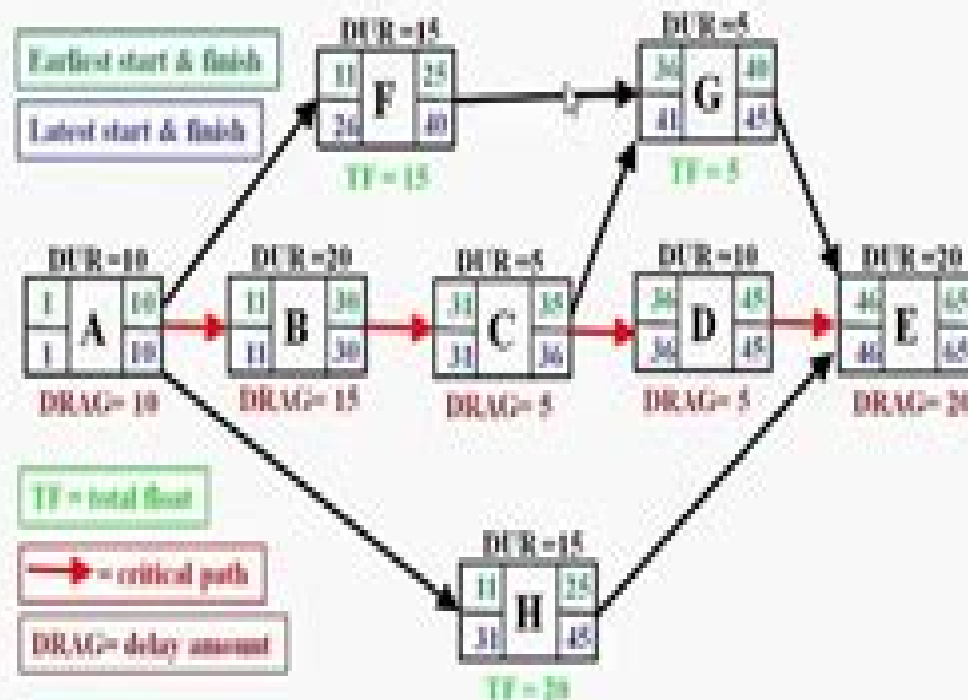 DUR =15
DUR =5
Earliest start & finish
11 F 25
26 40
36 G 40
41 45
Latest start & finish
TF = 15
TF = 5
DUR =10
DUR =20
DUR =5
DUR =10
DUR =20
1 A 10
1 10
11 B 30
11 30
31 C 35
31 36
36 D 45
36 45
46 E 65
46 65
DRAG= 10
DRAG= 15
DRAG= 5
DRAG= 5
DRAG= 20
TF = total float
DUR =15
= critical path
11 H 25
31 45
DRAG= delay amount
TF = 20